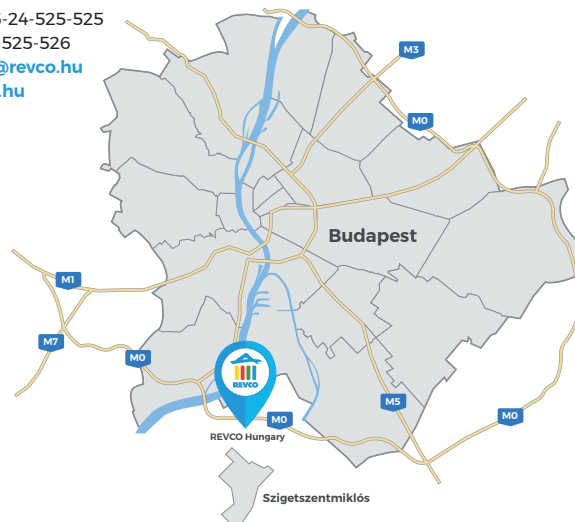 6-24-525-525
-525-526
@revco.hu
.hu
M3
M0
Budapest
M1
M7
M0
REVCO
M0
REVCO Hungary
M5
M0
Szigetszentmiklós